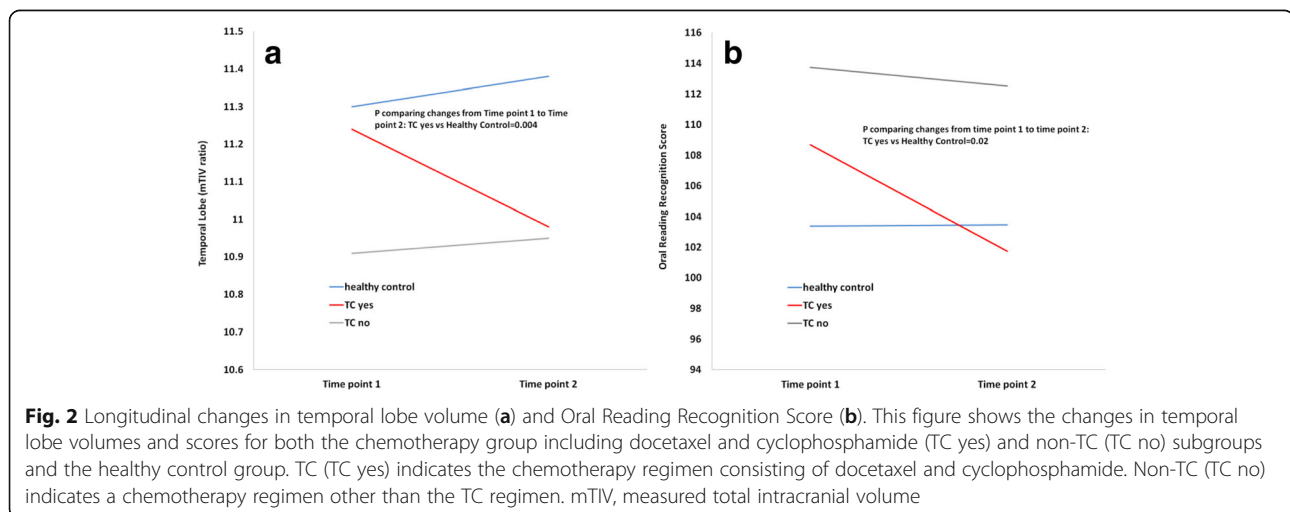 a
11.5
11.4
11.3
11.2
11.1
11
10.9
10.8
10.7
10.6
Temporal Lobe (mTIV ratio)
P comparing changes from Time point 1 to Time
point 2: TC yes vs Healthy Control=0.004
healthy control
TC yes
TC no
Time point 1
Time point 2
b
116
114
112
110
108
106
104
102
100
98
96
94
Oral Reading Recognition Score
P comparing changes from time point 1 to time point 2:
TC yes vs Healthy Control=0.02
healthy control
TC yes
TC no
Time point 1
Time point 2
Fig. 2 Longitudinal changes in temporal lobe volume (a) and Oral Reading Recognition Score (b). This figure shows the changes in temporal
lobe volumes and scores for both the chemotherapy group including docetaxel and cyclophosphamide (TC yes) and non-TC (TC no) subgroups
and the healthy control group. TC (TC yes) indicates the chemotherapy regimen consisting of docetaxel and cyclophosphamide. Non-TC (TC no)
indicates a chemotherapy regimen other than the TC regimen. mTIV, measured total intracranial volume